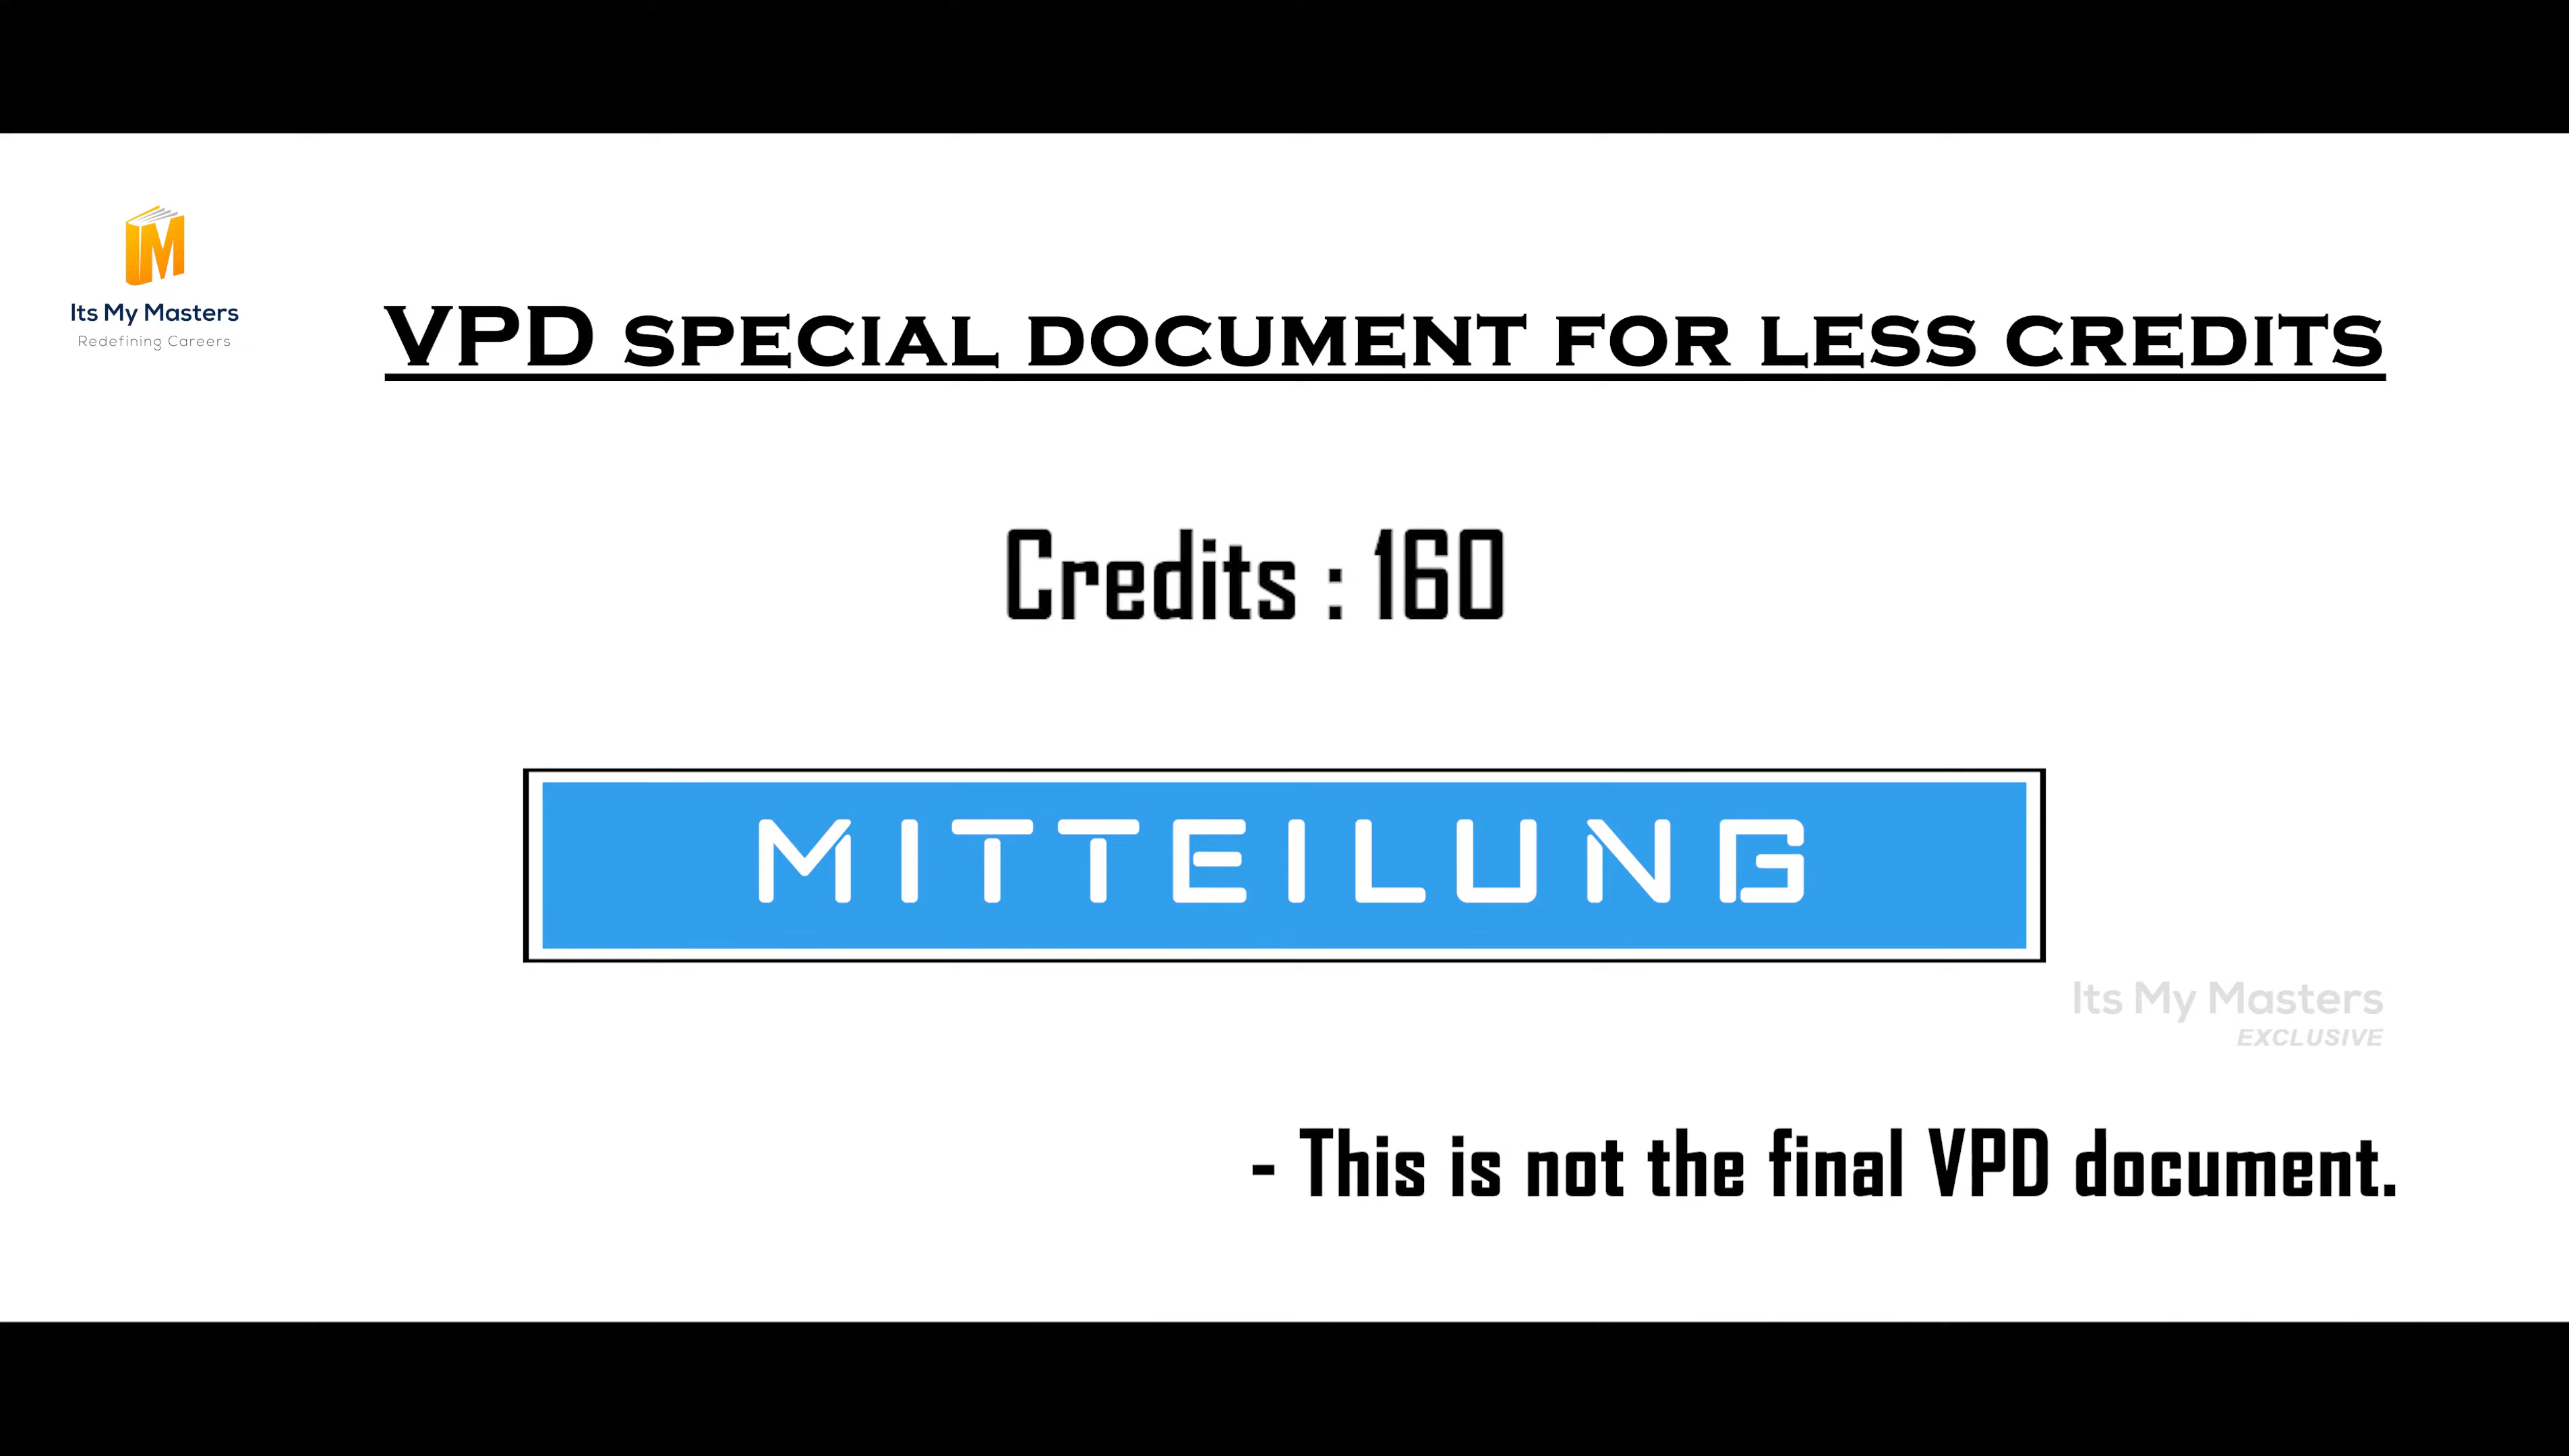 Its My Masters
Redefining Careers
VPD SPECIAL DOCUMENT FOR LESS CREDITS
Credits : 160
MITTEILUNG
Its My Masters
EXCLUSIVE
- This is not the final VPD document.